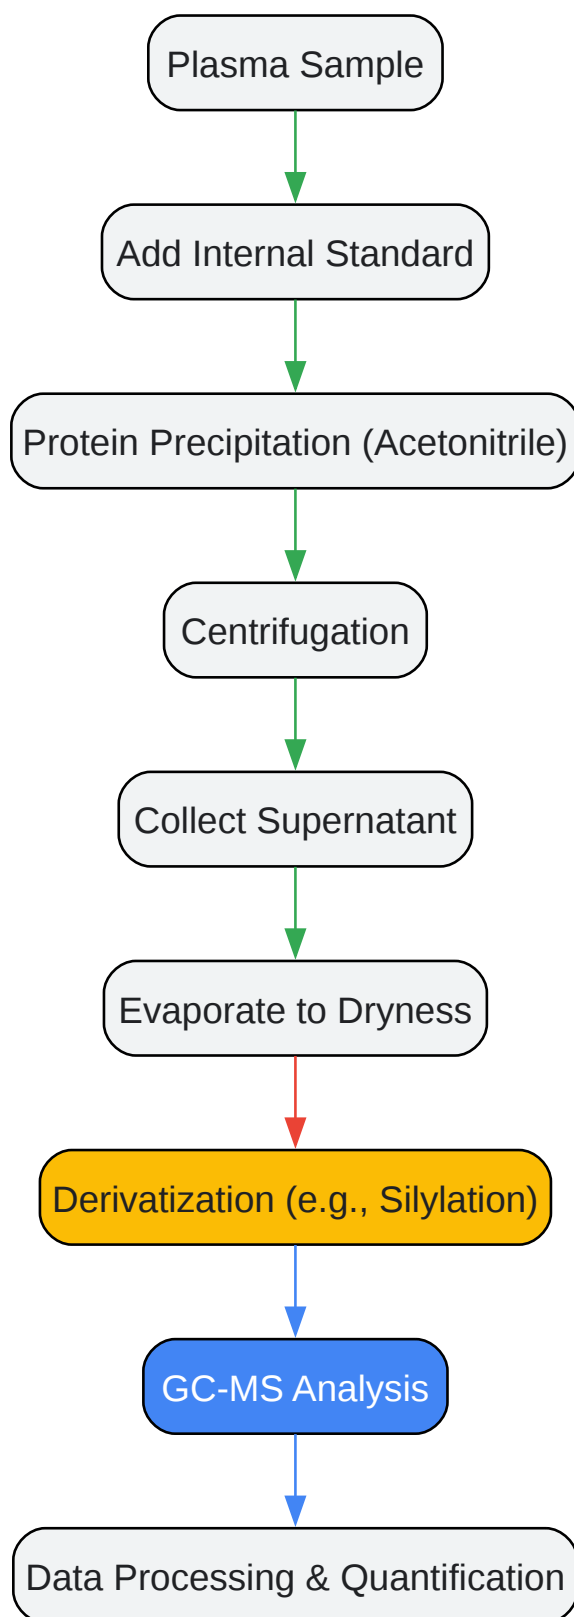 Plasma Sample
Add Internal Standard
Protein Precipitation (Acetonitrile)
Centrifugation
Collect Supernatant
Evaporate to Dryness
Derivatization (e.g., Silylation)
GC-MS Analysis
Data Processing & Quantification